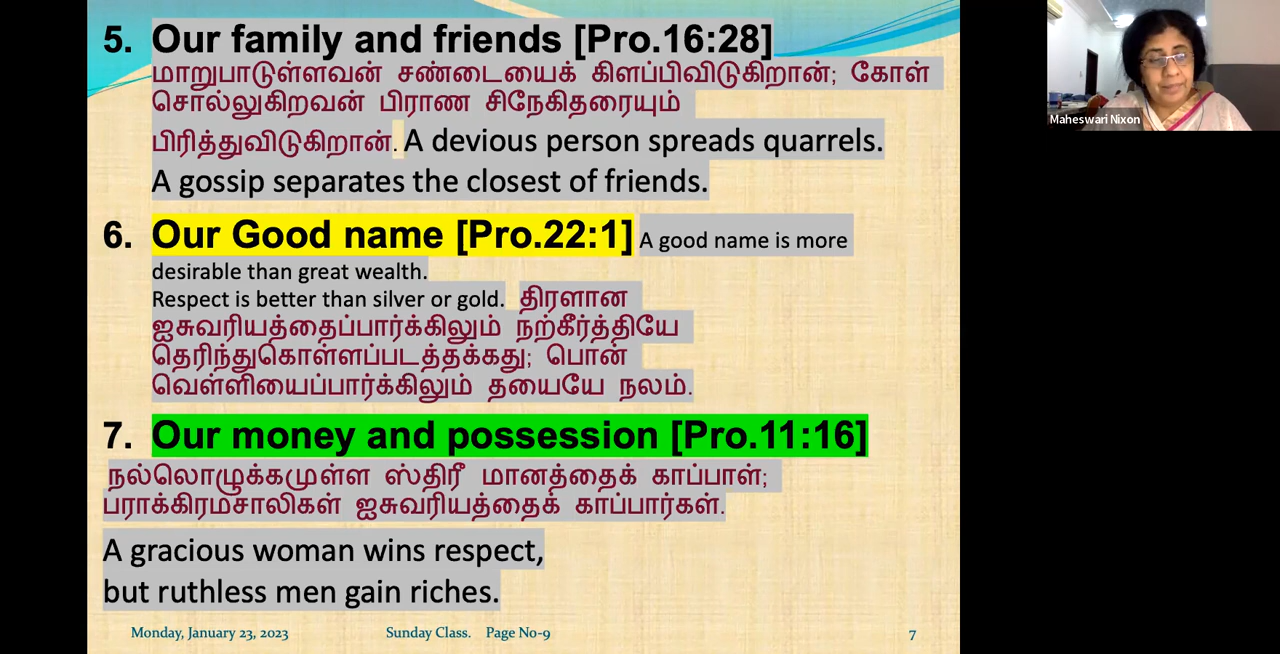 5. Our family and friends [Pro.16:28]
மாறுபாடுள்ளவன் சண்டையைக் கிளப்பிவிடுகிறான்; கோள்
சொல்லுகிறவன் பிராண சிநேகிதரையும்
பிரித்துவிடுகிறான். A devious person spreads quarrels.
A gossip separates the closest of friends.
6. Our Good name [Pro.22:1] A good name is more
desirable than great wealth.
Respect is better than silver or gold. திரளான
ஐசுவரியத்தைப்பார்க்கிலும் நற்கீர்த்தியே
தெரிந்துகொள்ளப்படத்தக்கது; பொன்
வெள்ளியைப்பார்க்கிலும் தயையே நலம்.
7. Our money and possession [Pro.11:16]
நல்லொழுக்கமுள்ள ஸ்திரீ மானத்தைக் காப்பாள்;
பராக்கிரமசாலிகள் ஐசுவரியத்தைக் காப்பார்கள்.
A gracious woman wins respect,
but ruthless men gain riches.
Monday, January 23, 2023 Sunday Class. Page No-9 7
Maheswari Nixon